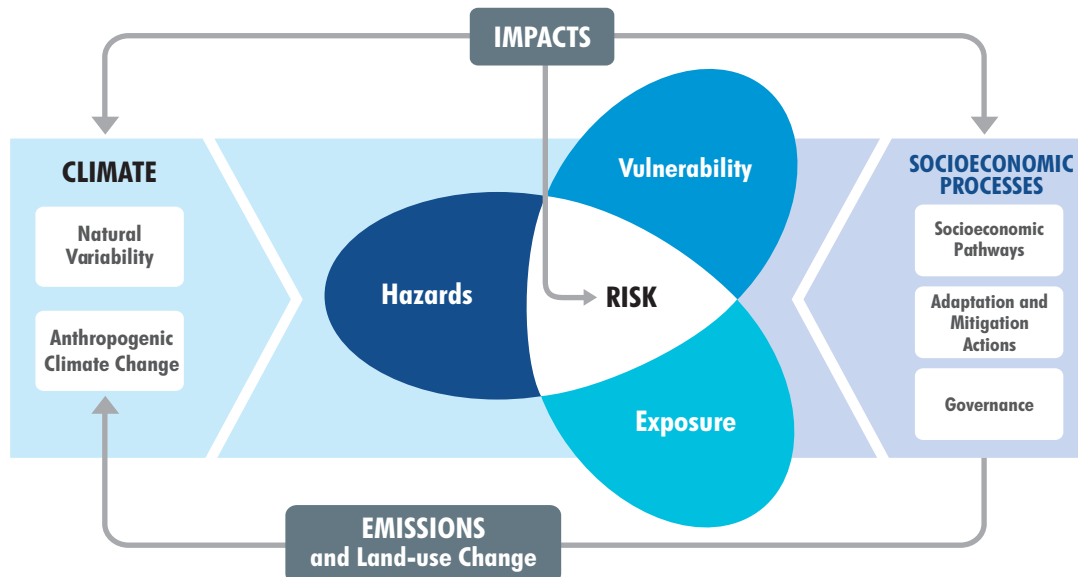 IMPACTS
CLIMATE
Natural
Variability
Anthropogenic
Climate Change
Hazards
Vulnerability
RISK
Exposure
SOCIOECONOMIC
PROCESSES
Socioeconomic
Pathways
Adaptation and
Mitigation
Actions
Governance
EMISSIONS
and Land-use Change